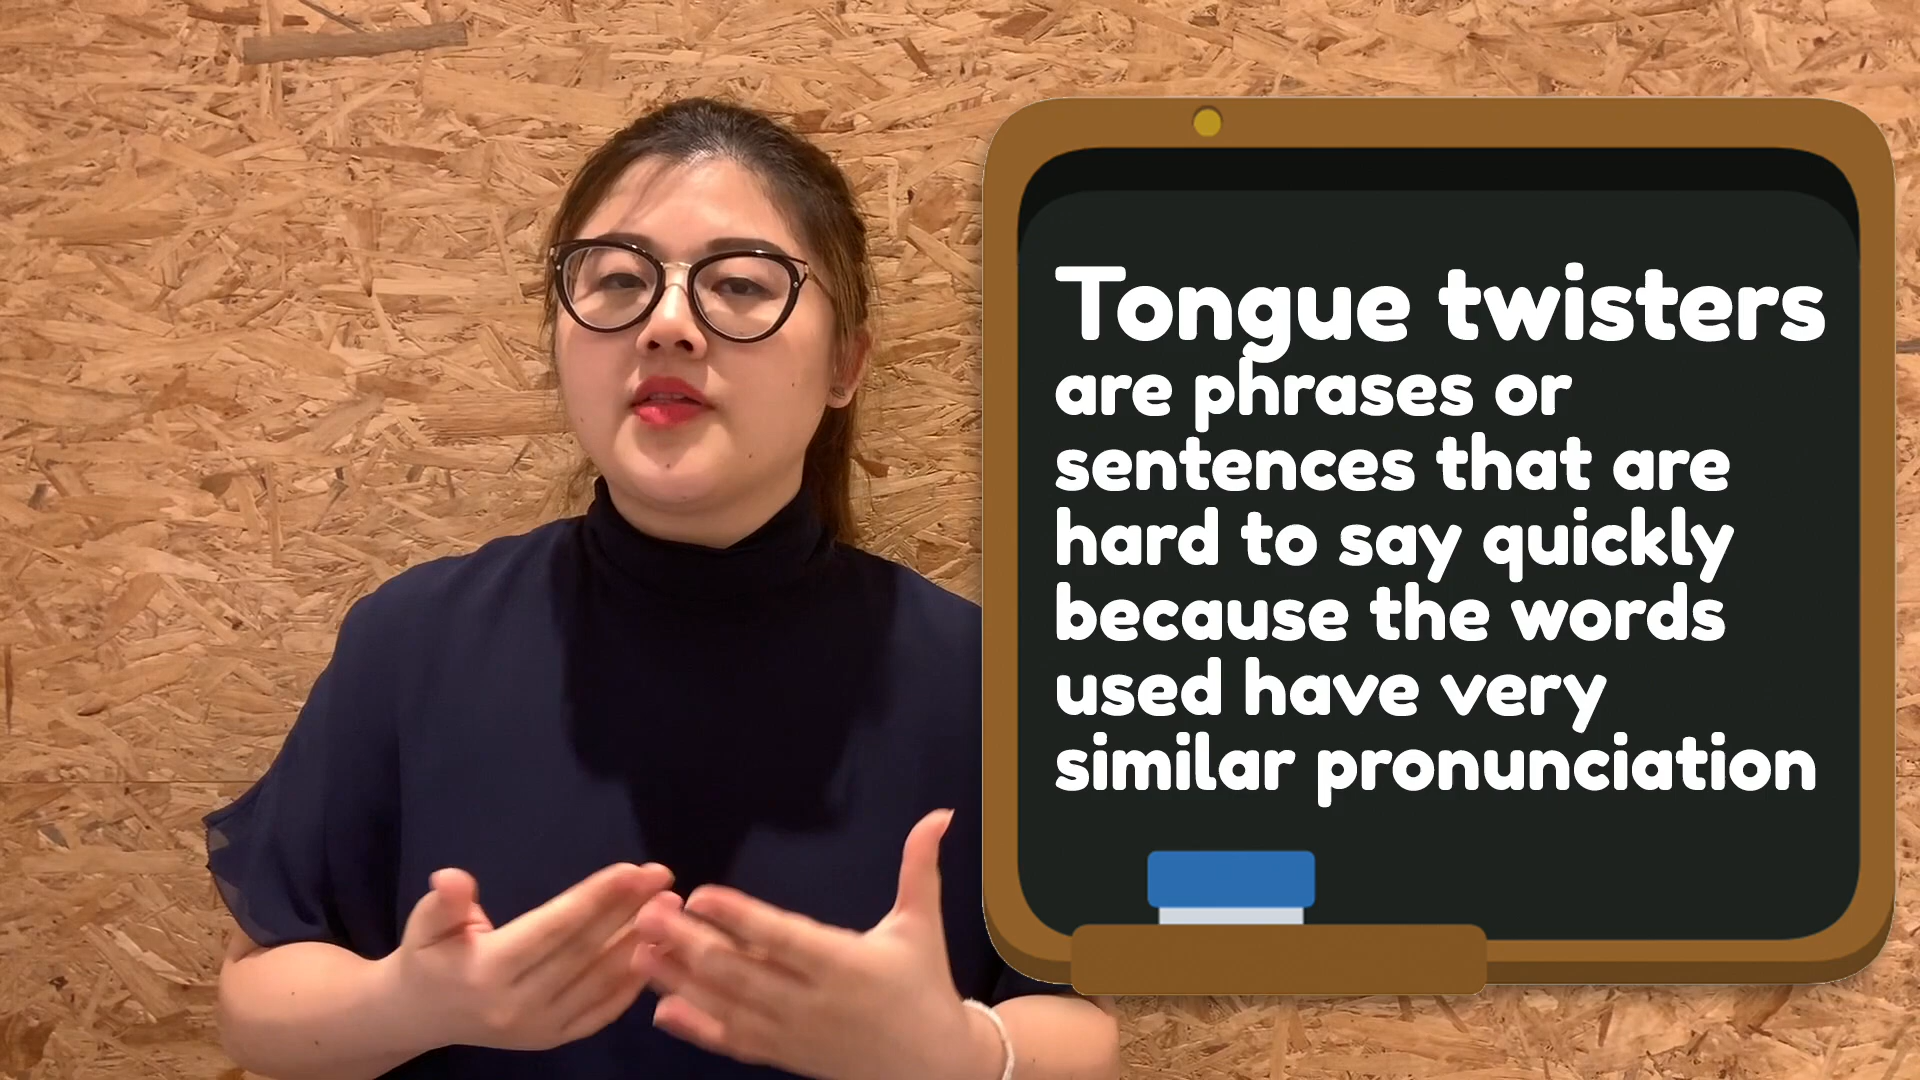 Tongue twisters
are phrases or
sentences that are
hard to say quickly
because the words
used have very
similar pronunciation